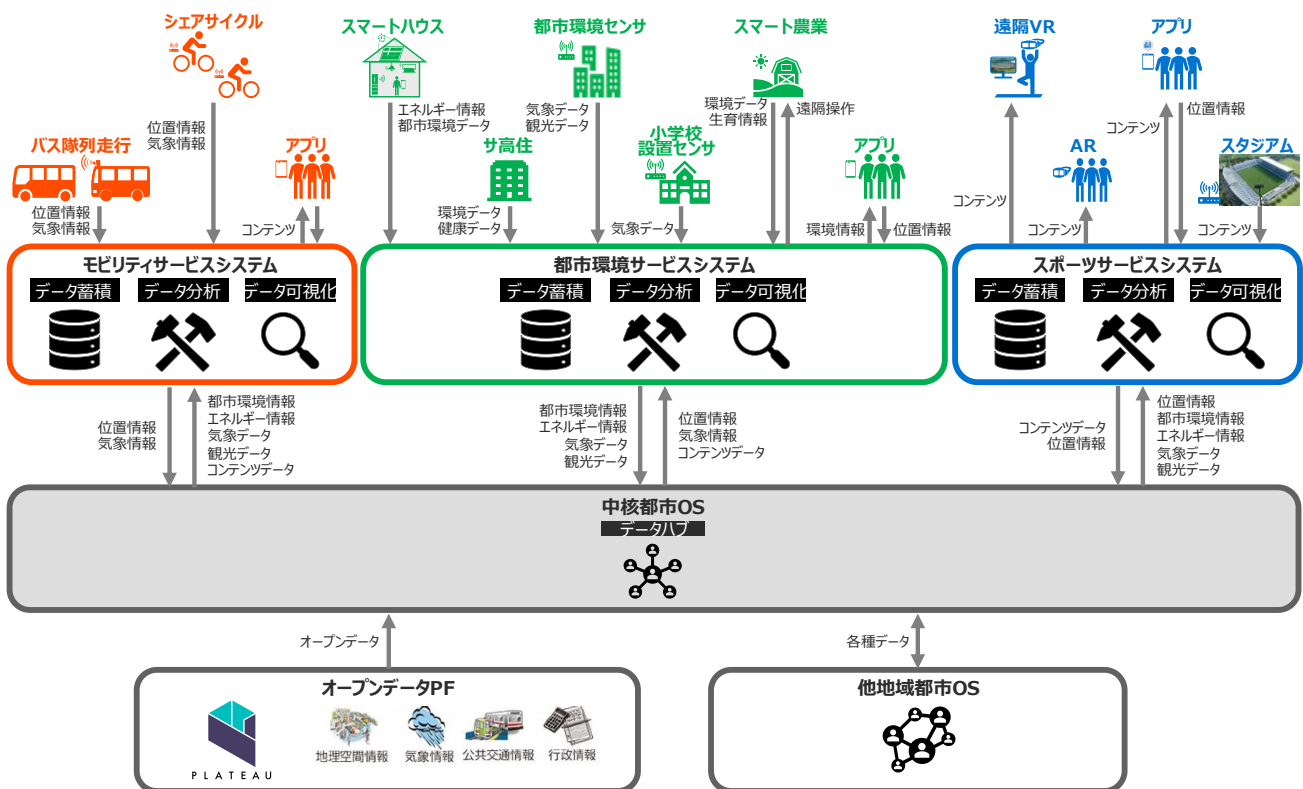 シェアサイクル
スマートハウス
都市環境センサ
スマート農業
遠隔VR
アプリ
エネルギー情報
都市環境データ
気象データ
観光データ
環境データ
生育情報
遠隔操作
位置情報
位置情報
気象情報
コンテンツ
バス隊列走行
アプリ
サ高住
小学校
設置センサ
アプリ
AR
スタジアム
位置情報
気象情報
コンテンツ
環境データ
健康データ
気象データ
環境情報
位置情報
コンテンツ
コンテンツ
コンテンツ
モビリティサービスシステム
データ蓄積
データ分析
データ可視化
都市環境サービスシステム
データ蓄積
データ分析
データ可視化
スポーツサービスシステム
データ蓄積
データ分析
データ可視化
位置情報
気象情報
都市環境情報
エネルギー情報
気象データ
観光データ
コンテンツデータ
都市環境情報
エネルギー情報
気象データ
観光データ
位置情報
気象情報
コンテンツデータ
コンテンツデータ
位置情報
位置情報
都市環境情報
エネルギー情報
気象データ
観光データ
中核都市OS
データハブ
オープンデータ
各種データ
オープンデータPF
PLATEAU
地理空間情報
気象情報
公共交通情報
行政情報
他地域都市OS